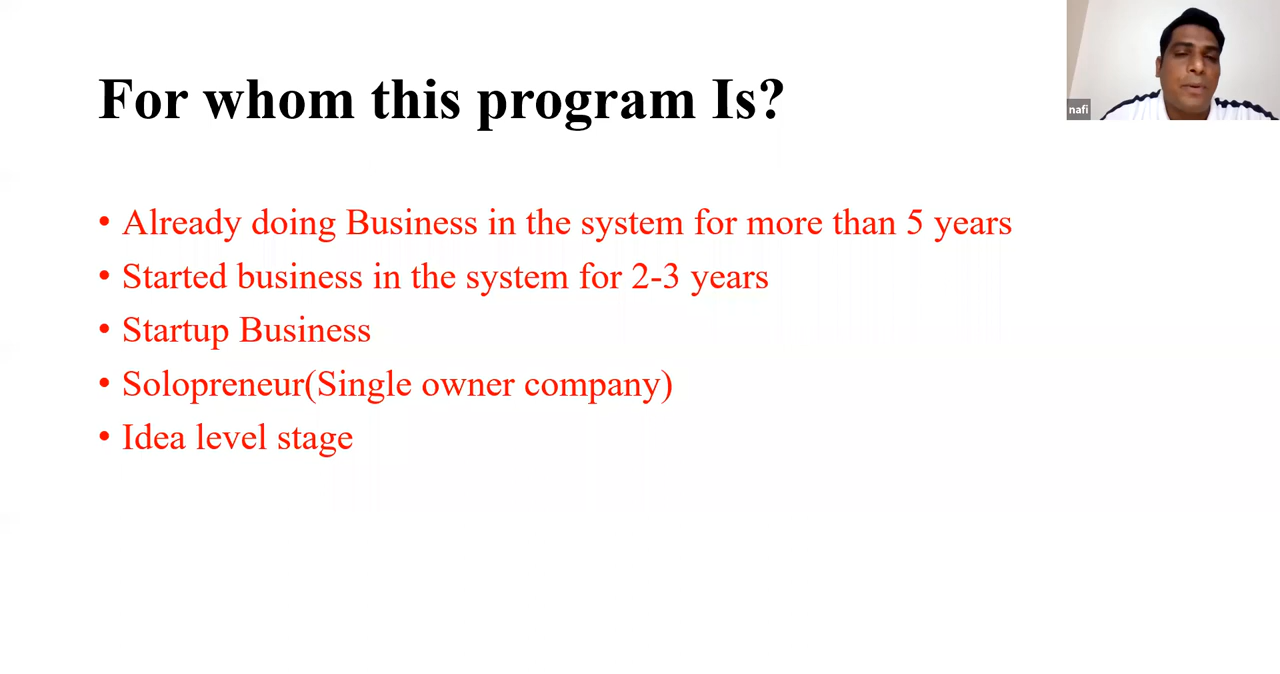 For whom this program Is?
nafi
• Already doing Business in the system for more than 5 years
• Started business in the system for 2-3 years
• Startup Business
• Solopreneur(Single owner company)
• Idea level stage